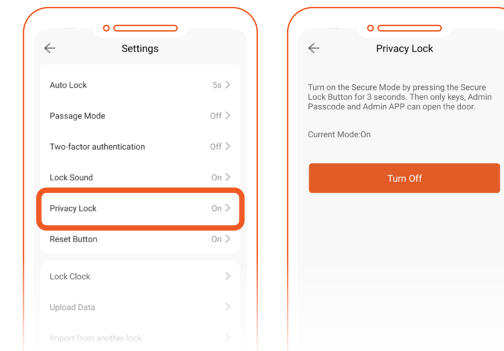 Settings
Auto Lock 5s
Passage Mode Off
Two-factor authentication Off
Lock Sound On
Privacy Lock On
Reset Button On
Lock Clock
Upload Data
Import from another lock
Privacy Lock
Turn on the Secure Mode by pressing the Secure
Lock Button for 3 seconds. Then only keys, Admin
Passcode and Admin APP can open the door.
Current Mode:On
Turn Off